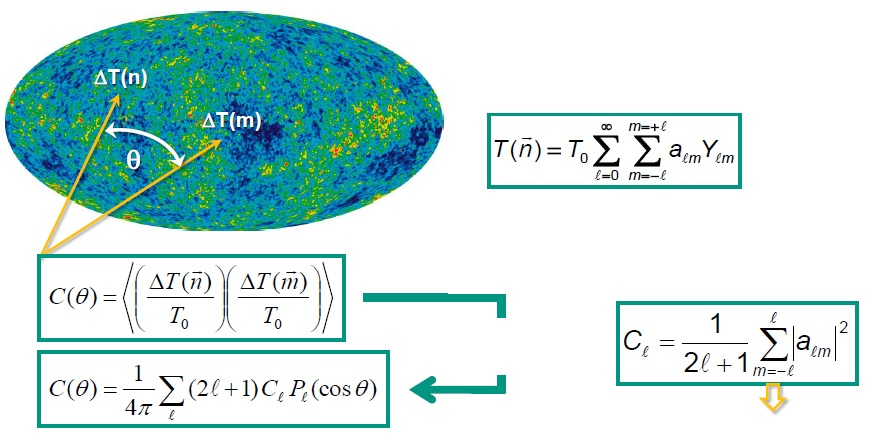 ΔT(n)
ΔT(m)
θ
T(n⃗) = T₀ ∑_{ℓ=0}^{∞} ∑_{m=-ℓ}^{m=+ℓ} a_{ℓm} Y_{ℓm}
C(θ) = ⟨(ΔT(n⃗)/T₀)(ΔT(m⃗)/T₀)⟩
C_ℓ = 1/(2ℓ+1) ∑_{m=-ℓ}^{ℓ} |a_{ℓm}|²
C(θ) = 1/4π ∑_ℓ (2ℓ+1) C_ℓ P_ℓ (cos θ)